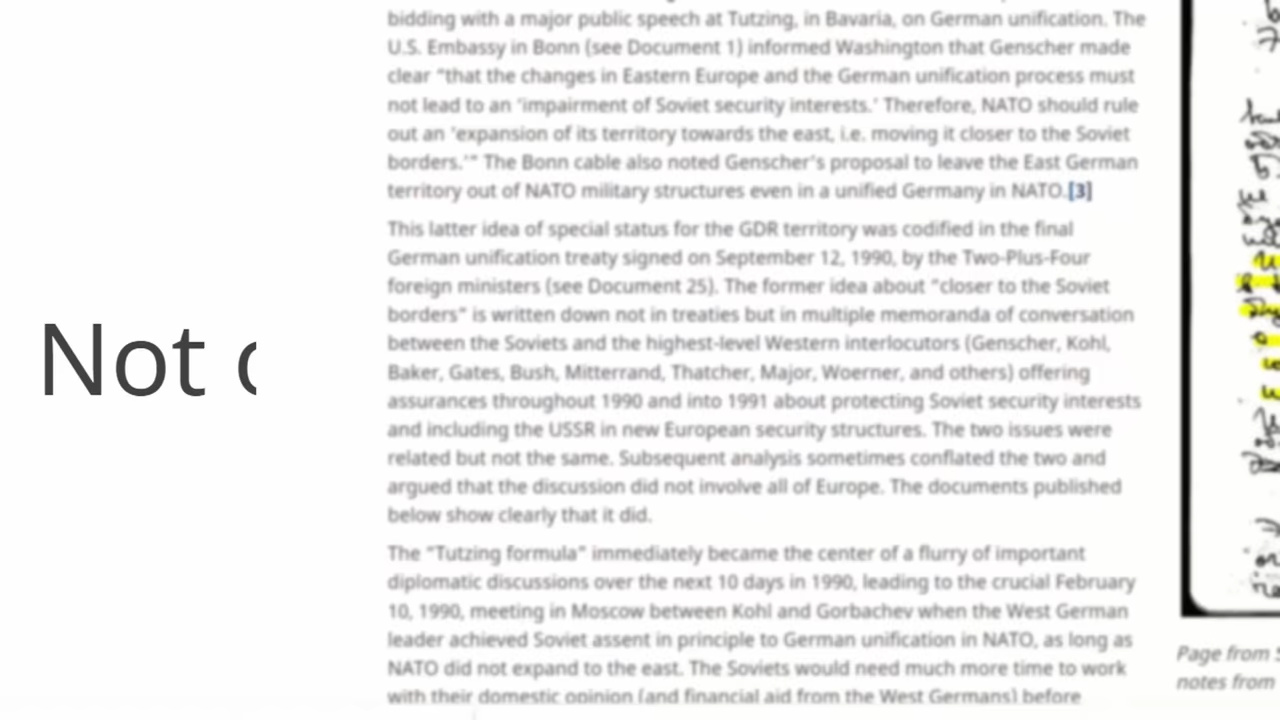 bidding with a major public speech at Tutzing, in Bavaria, on German unification. The
U.S. Embassy in Bonn (see Document 1) informed Washington that Genscher made
clear “that the changes in Eastern Europe and the German unification process must
not lead to an ‘impairment of Soviet security interests.’ Therefore, NATO should rule
out an ‘expansion of its territory towards the east, i.e. moving it closer to the Soviet
borders.’” The Bonn cable also noted Genscher’s proposal to leave the East German
territory out of NATO military structures even in a unified Germany in NATO.[3]
This latter idea of special status for the GDR territory was codified in the final
German unification treaty signed on September 12, 1990, by the Two-Plus-Four
foreign ministers (see Document 25). The former idea about “closer to the Soviet
borders” is written down not in treaties but in multiple memoranda of conversation
between the Soviets and the highest-level Western interlocutors (Genscher, Kohl,
Baker, Gates, Bush, Mitterrand, Thatcher, Major, Woerner, and others) offering
assurances throughout 1990 and into 1991 about protecting Soviet security interests
and including the USSR in new European security structures. The two issues were
related but not the same. Subsequent analysis sometimes conflated the two and
argued that the discussion did not involve all of Europe. The documents published
below show clearly that it did.
The “Tutzing formula” immediately became the center of a flurry of important
diplomatic discussions over the next 10 days in 1990, leading to the crucial February
10, 1990, meeting in Moscow between Kohl and Gorbachev when the West German
leader achieved Soviet assent in principle to German unification in NATO, as long as
NATO did not expand to the east. The Soviets would need much more time to work
with their domestic opinion (and financial aid from the West Germans) before
Not
Page from
notes from